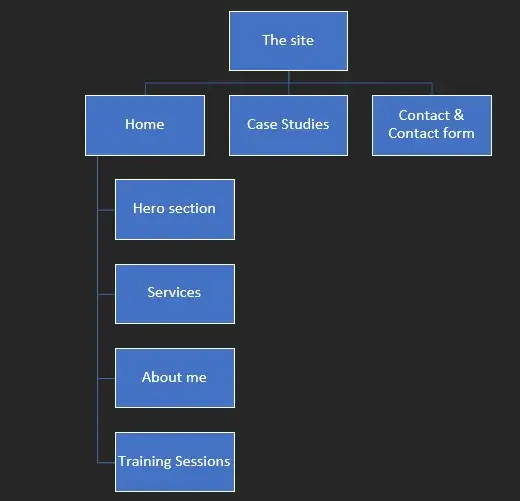 The site
Home
Case Studies
Contact &
Contact form
Hero section
Services
About me
Training Sessions